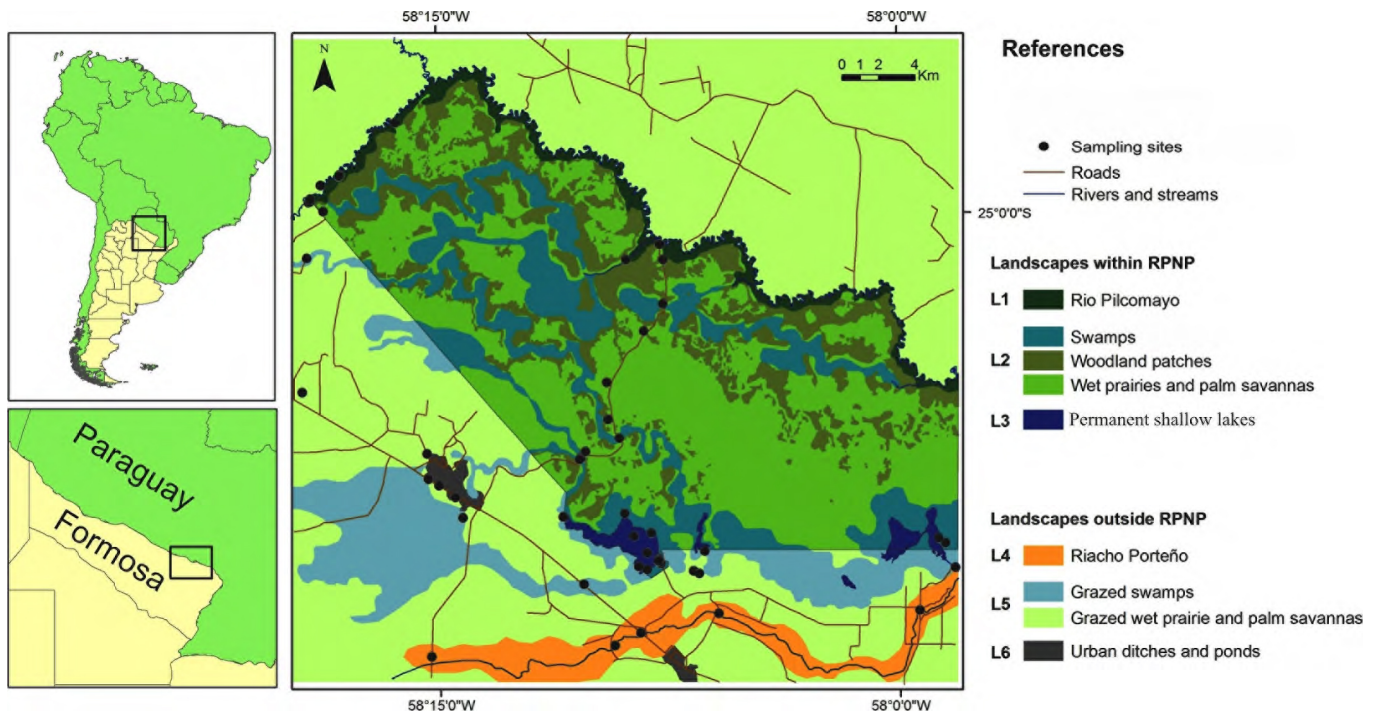 58°15'0"W
58°0'0"W
N
0 1 2 4
Km
25°0'0"S
Paraguay
Formosa
58°15'0"W
58°0'0"W
References
Sampling sites
Roads
Rivers and streams
Landscapes within RPNP
L1 Rio Pilcomayo
Swamps
L2 Woodland patches
Wet prairies and palm savannas
L3 Permanent shallow lakes
Landscapes outside RPNP
L4 Riacho Porteño
Grazed swamps
L5
Grazed wet prairie and palm savannas
L6 Urban ditches and ponds